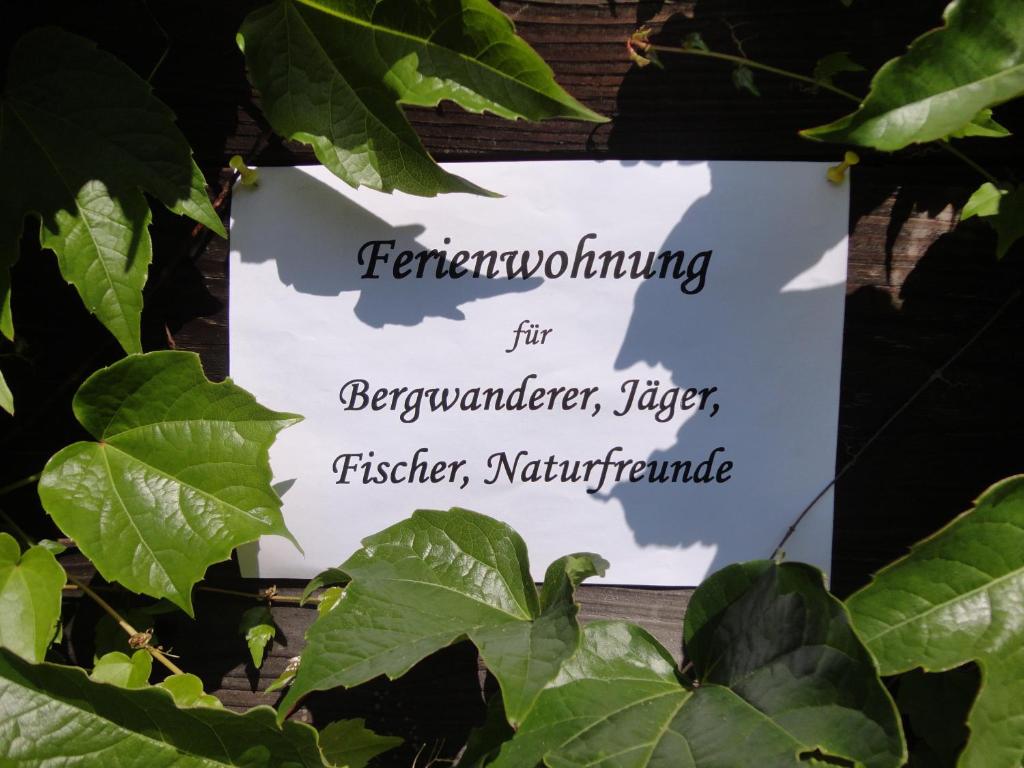 Ferienwohnung
für
Bergwanderer, Jäger,
Fischer, Naturfreunde